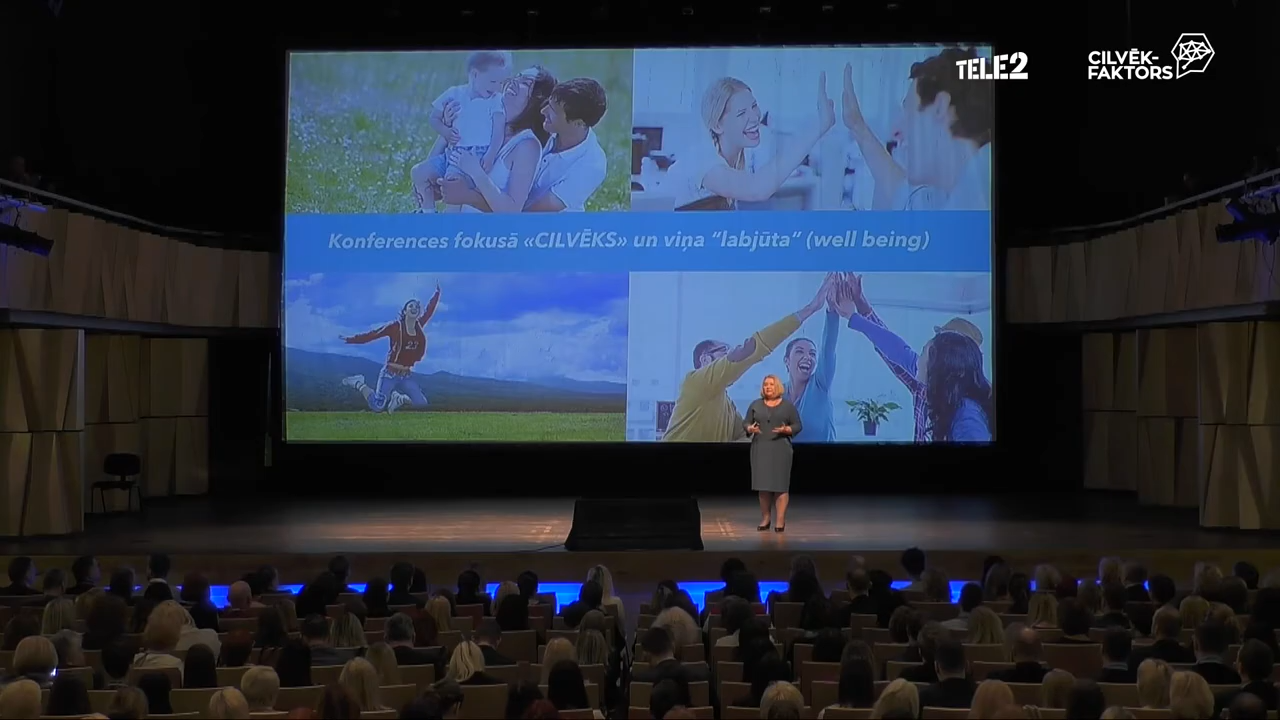 TELE2
CILVĒK-
FAKTORS
Konferences fokusā «CILVĒKS» un viņa “labjūta“ (well being)